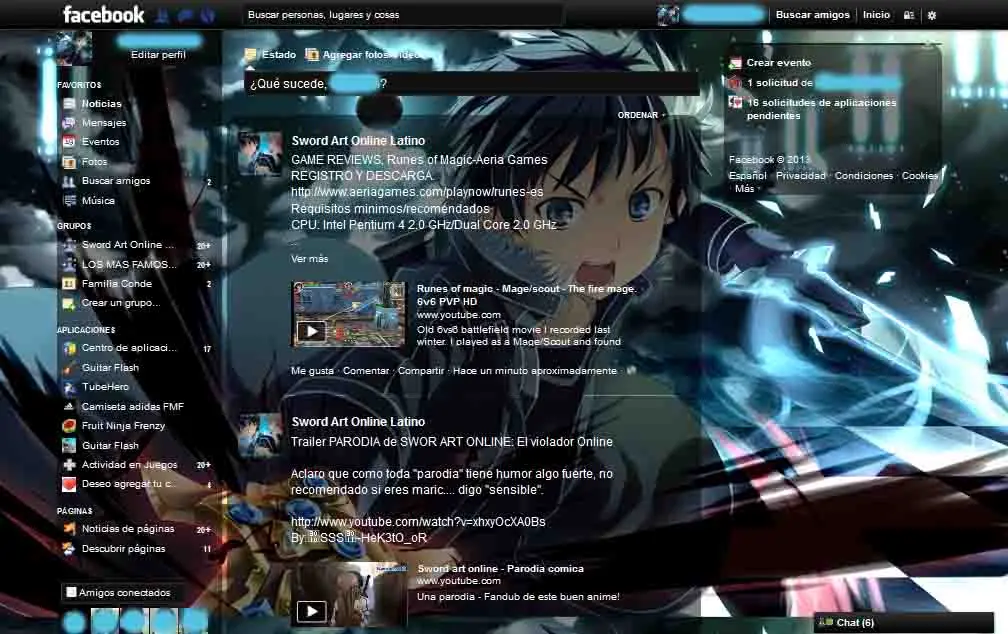 facebook
Buscar personas, lugares y cosas
Buscar amigos
Inicio
Editar perfil
FAVORITOS
Noticias
Mensajes
Eventos
Fotos
Buscar amigos 2
Música
GRUPOS
Sword Art Online ... 20+
LOS MAS FAMOS... 20+
Familia Conde 2
Crear un grupo...
APLICACIONES
Centro de aplicaci... 17
Guitar Flash
TubeHero
Camiseta adidas FMF
Fruit Ninja Frenzy
Guitar Flash
Actividad en Juegos 20+
Deseo agregar tu c... 4
PÁGINAS
Noticias de páginas 20+
Descubrir páginas 11
Amigos conectados
Estado
Agregar fotos/video
¿Qué sucede, ?
ORDENAR
Sword Art Online Latino
GAME REVIEWS, Runes of Magic-Aeria Games
REGISTRO Y DESCARGA.
http://www.aeriagames.com/playnow/runes-es
Requisitos minimos/recomendados
CPU: Intel Pentium 4 2.0 GHz/Dual Core 2.0 GHz
...
Ver más
Runes of magic - Mage/scout - The fire mage.
6v6 PVP HD
www.youtube.com
Old 6vs6 battlefield movie I recorded last
winter. I played as a Mage/Scout and found
Me gusta · Comentar · Compartir · Hace un minuto aproximadamente ·
Sword Art Online Latino
Trailer PARODIA de SWOR ART ONLINE: El violador Online
Aclaro que como toda "parodia" tiene humor algo fuerte, no
recomendado si eres maric.... digo "sensible".
http://www.youtube.com/watch?v=xhxyOcXA0Bs
SSS
-HeK3tO_oR
Sword art online - Parodia comica
www.youtube.com
Una parodia - Fandub de este buen anime!
Crear evento
1 solicitud de
16 solicitudes de aplicaciones
pendientes
Facebook © 2013
Español · Privacidad · Condiciones · Cookies
· Más
Chat (6)